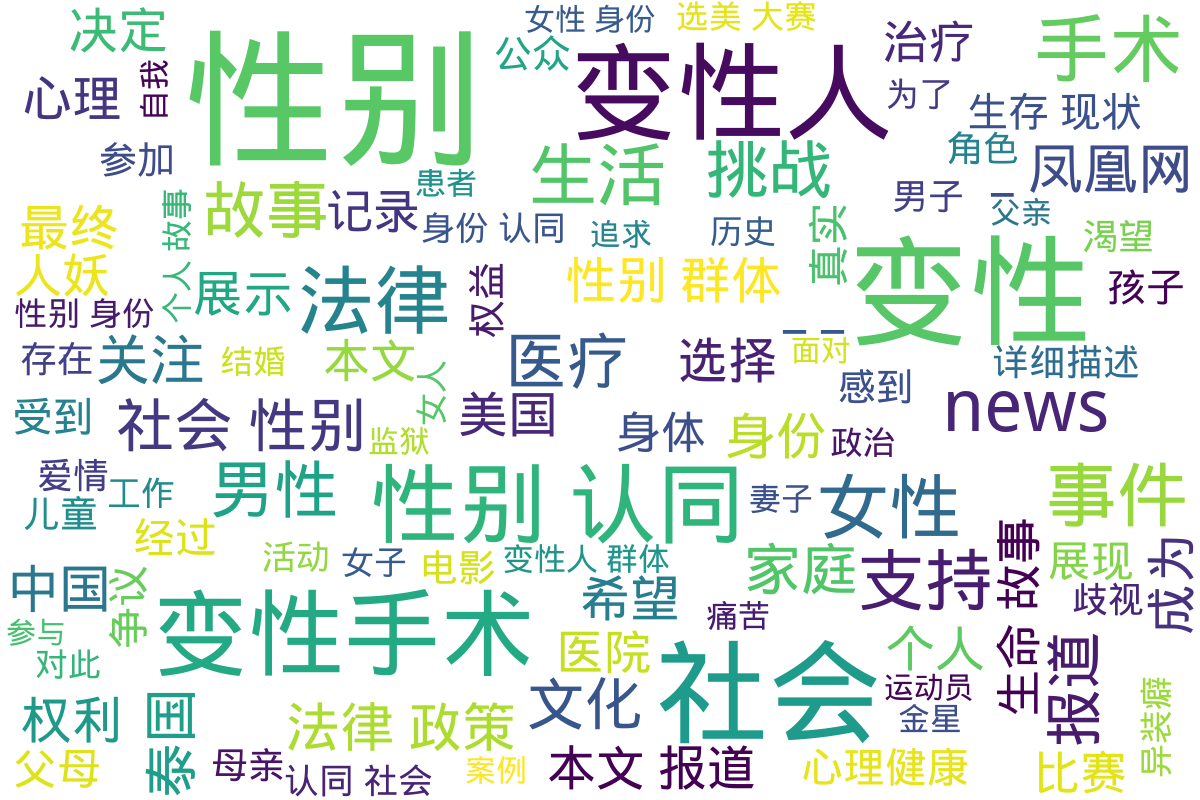 女性 身份
选美 大赛
决定
性别
公众
变性人
治疗
手术
心理
自我
为了
生存 现状
参加
故事
记录
患者
生活
挑战
角色
凤凰网
最终
故事
身份 认同
追求
历史
真实
男子
父亲
渴望
人妖
个人
展示
法律
权益
性别 群体
变性
孩子
性别 身份
存在
关注
结婚
本文
女人
医疗
选择
一 一
面对
详细描述
受到
社会 性别
监狱
美国
身体
身份
感到
政治
news
爱情
儿童
工作
男性
性别 认同
妻子
女性
事件
经过
活动
女子
电影
变性人 群体
家庭
支持
故事
展现
成为
中国
争议
变性手术
希望
痛苦
歧视
参与
对此
医院
社会
个人
生命
报道
权利
泰国
法律 政策
文化
运动员
金星
异装癖
父母
母亲
认同 社会
案例
本文 报道
心理健康
比赛